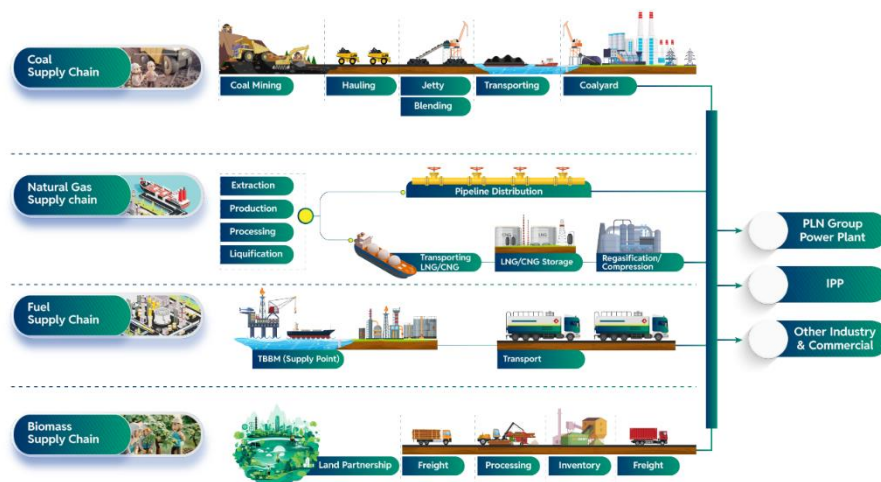 Coal
Supply Chain
Coal Mining
Hauling
Jetty
Transporting
Coalyard
Blending
Natural Gas
Supply chain
Extraction
Production
Processing
Liquification
Pipeline Distribution
Transporting
LNG/CNG
CNG
LNG
LNG/CNG Storage
Regasification/
Compression
PLN Group
Power Plant
IPP
Other Industry
& Commercial
Fuel
Supply Chain
TBBM (Supply Point)
Transport
Biomass
Supply Chain
Land Partnership
Freight
Processing
Inventory
Freight